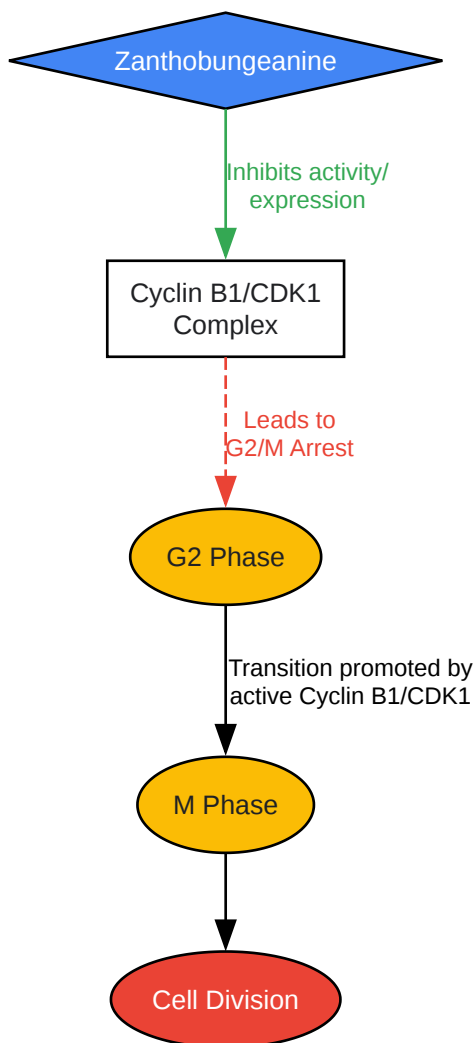 Zanthobungeanine
Inhibits activity/
expression
Cyclin B1/CDK1
Complex
Leads to
G2/M Arrest
G2 Phase
Transition promoted by
active Cyclin B1/CDK1
M Phase
Cell Division